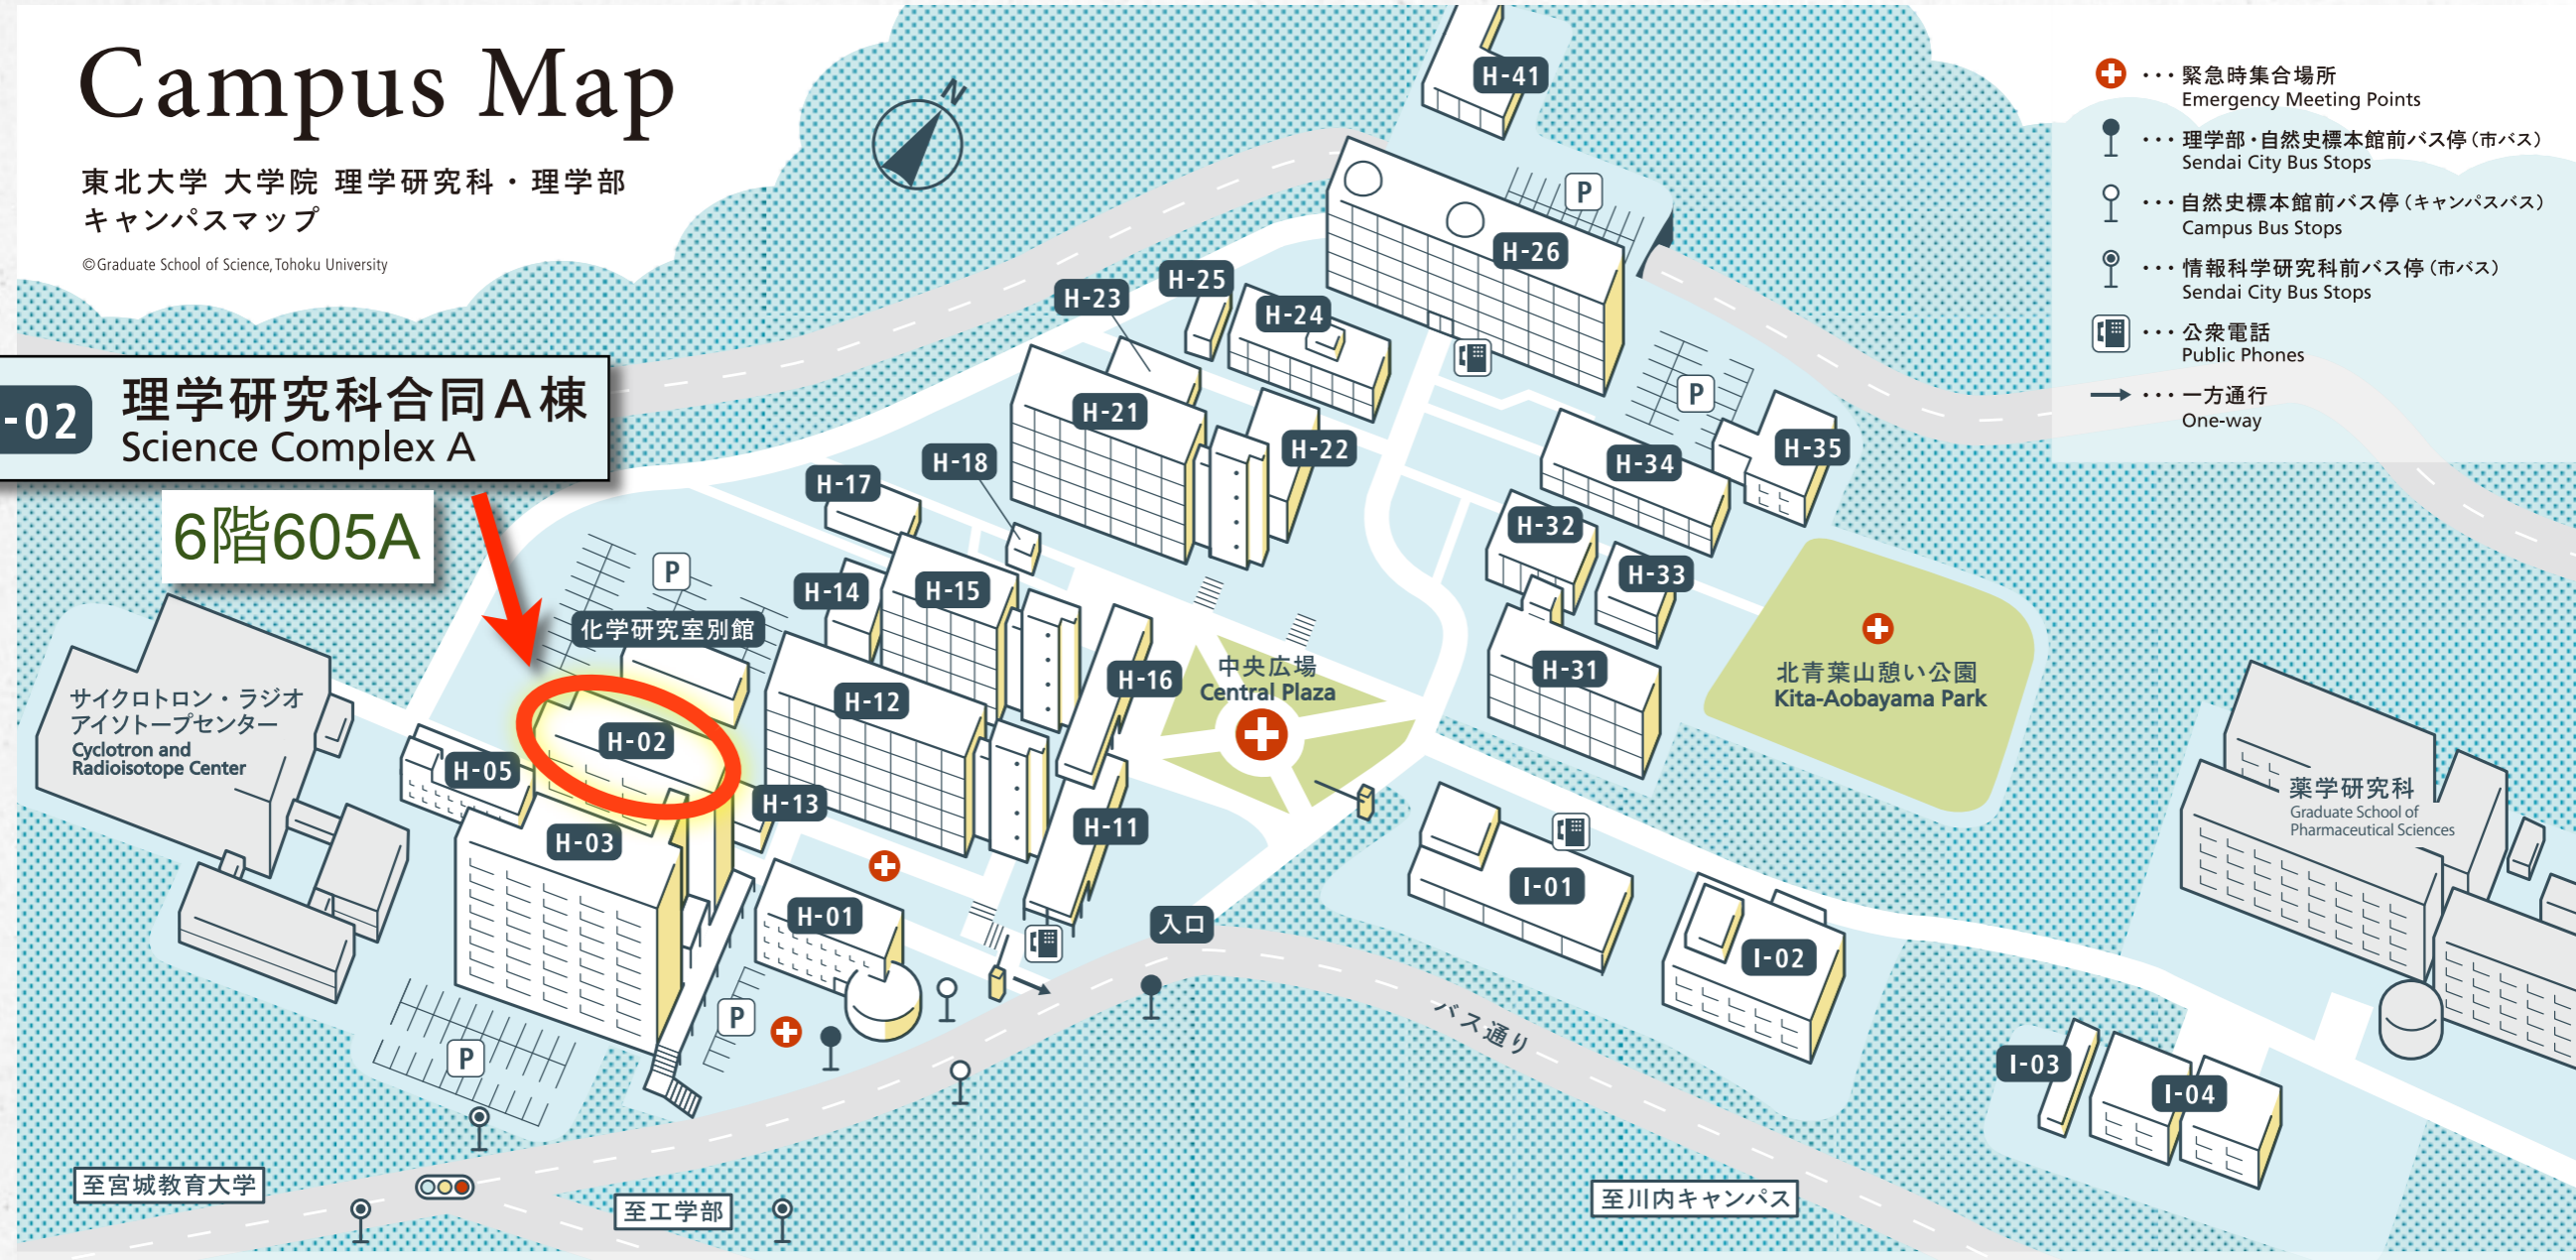 Campus Map
東北大学 大学院 理学研究科・理学部
キャンパスマップ
©Graduate School of Science, Tohoku University
N
・・・ 緊急時集合場所
Emergency Meeting Points
・・・ 理学部・自然史標本館前バス停（市バス）
Sendai City Bus Stops
・・・ 自然史標本館前バス停（キャンパスバス）
Campus Bus Stops
・・・ 情報科学研究科前バス停（市バス）
Sendai City Bus Stops
・・・ 公衆電話
Public Phones
・・・ 一方通行
One-way
-02 理学研究科合同A棟
Science Complex A
6階605A
H-41
P
H-26
H-25
H-23
H-24
H-21
H-22
P
H-35
H-34
H-18
H-17
H-32
H-33
P
H-14
H-15
化学研究室別館
H-16
中央広場
Central Plaza
H-31
北青葉山憩い公園
Kita-Aobayama Park
サイクロトロン・ラジオ
アイソトープセンター
Cyclotron and
Radioisotope Center
H-12
H-02
H-05
H-13
H-03
H-11
薬学研究科
Graduate School of
Pharmaceutical Sciences
I-01
H-01
入口
I-02
P
P
バス通り
I-03
I-04
至宮城教育大学
至工学部
至川内キャンパス